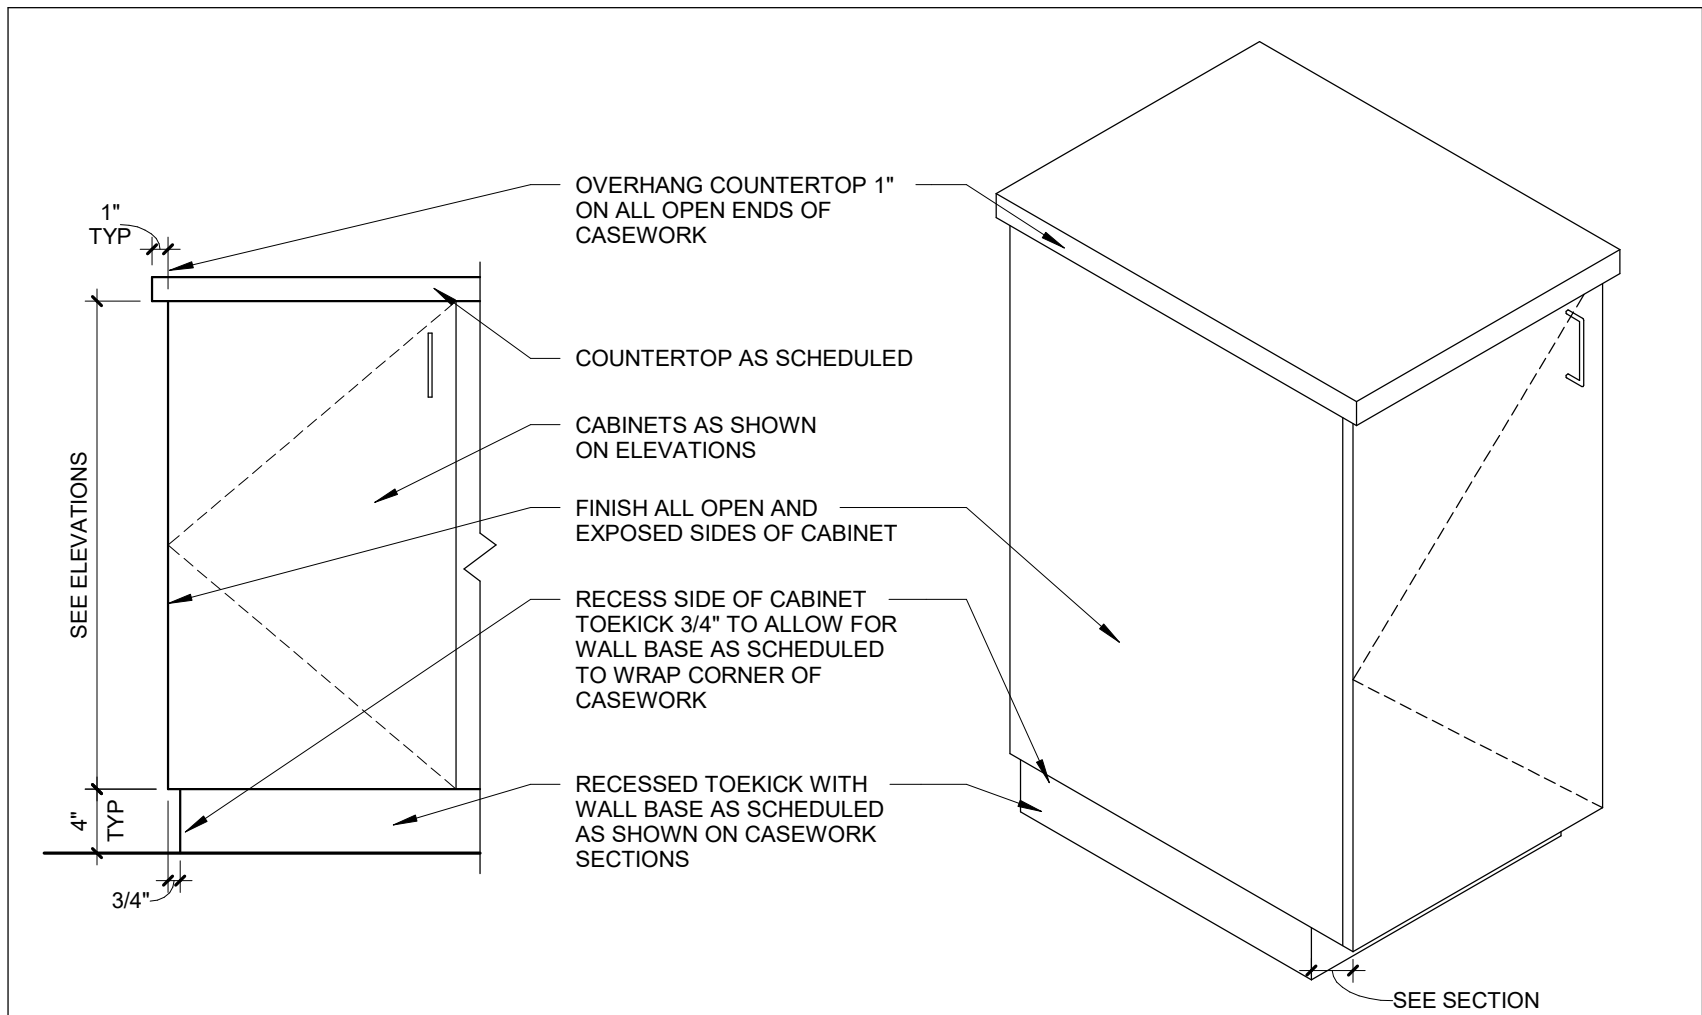 1"
TYP
OVERHANG COUNTERTOP 1"
ON ALL OPEN ENDS OF
CASEWORK
COUNTERTOP AS SCHEDULED
CABINETS AS SHOWN
ON ELEVATIONS
SEE ELEVATIONS
FINISH ALL OPEN AND
EXPOSED SIDES OF CABINET
RECESS SIDE OF CABINET
TOEKICK 3/4" TO ALLOW FOR
WALL BASE AS SCHEDULED
TO WRAP CORNER OF
CASEWORK
4"
TYP
RECESSED TOEKICK WITH
WALL BASE AS SCHEDULED
AS SHOWN ON CASEWORK
SECTIONS
3/4"
SEE SECTION